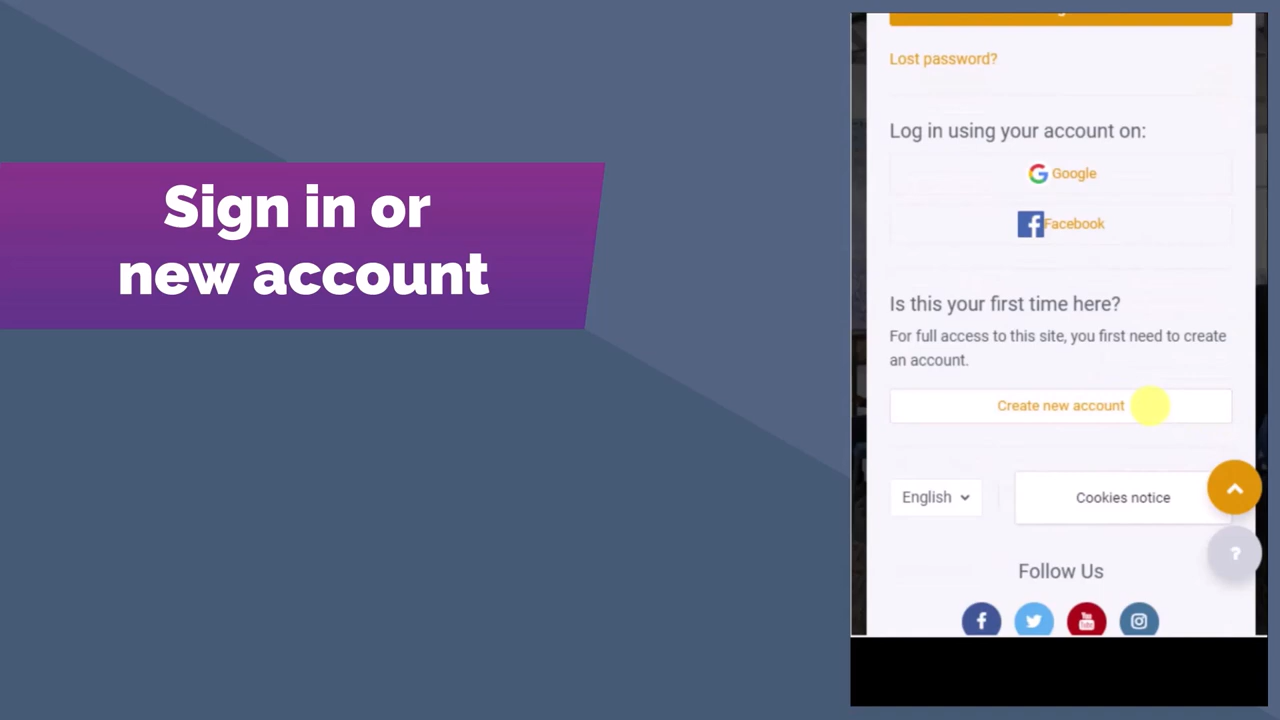 Sign in or
new account
Lost password?
Log in using your account on:
Google
Facebook
Is this your first time here?
For full access to this site, you first need to create
an account.
Create new account
English
Cookies notice
?
Follow Us